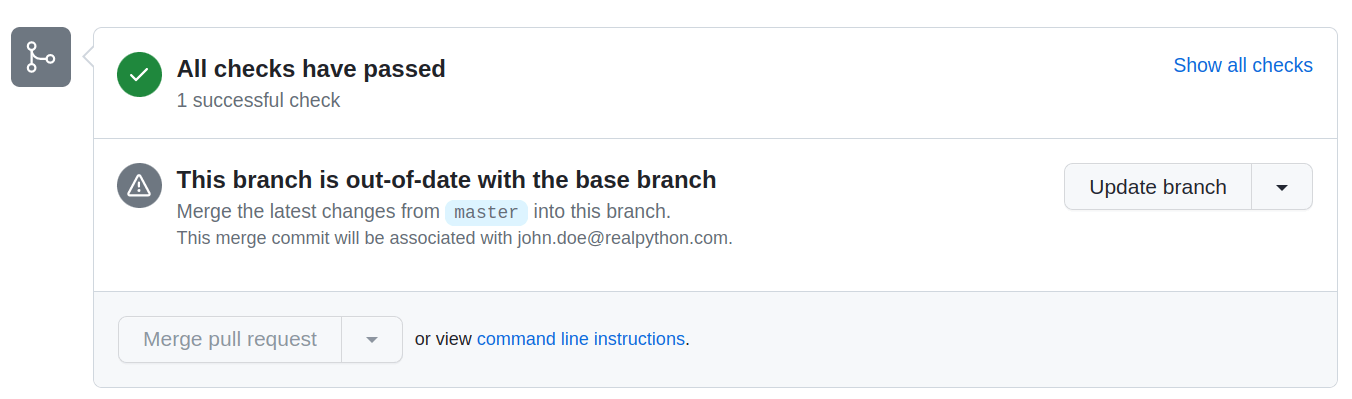 All checks have passed
Show all checks
1 successful check
This branch is out-of-date with the base branch
Update branch
Merge the latest changes from master into this branch.
This merge commit will be associated with john.doe@realpython.com.
Merge pull request
or view command line instructions.